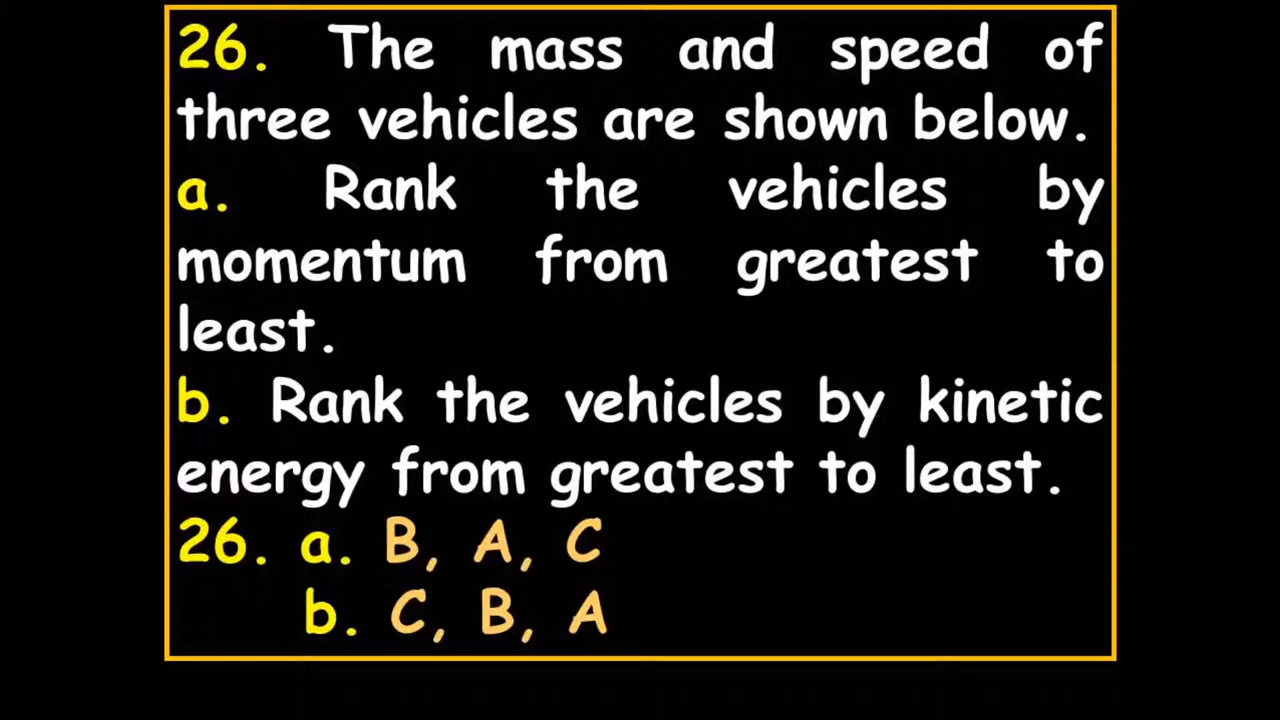 26. The mass and speed of
three vehicles are shown below.
a. Rank the vehicles by
momentum from greatest to
least.
b. Rank the vehicles by kinetic
energy from greatest to least.
26. a. B, A, C
b. C, B, A